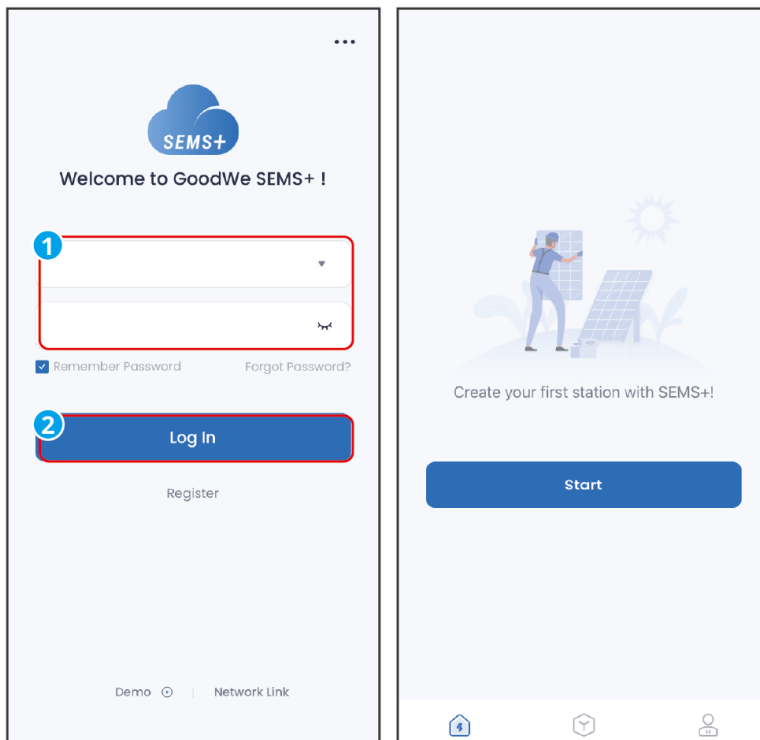 SEMS+
Welcome to GoodWe SEMS+ !
1
Remember Password Forgot Password?
2
Log In
Register
Demo Network Link
Create your first station with SEMS+!
Start